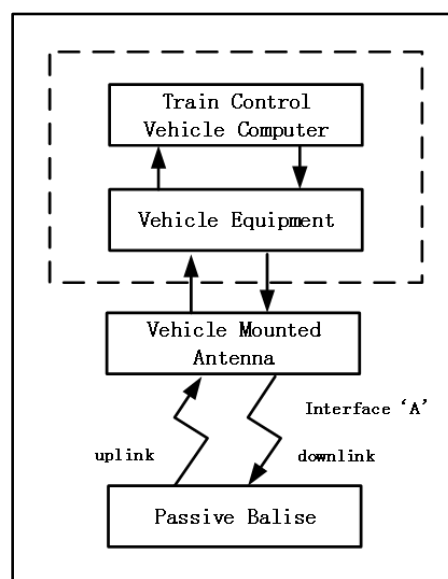 Train Control
Vehicle Computer
Vehicle Equipment
Vehicle Mounted
Antenna
Interface ‘A’
uplink
downlink
Passive Balise